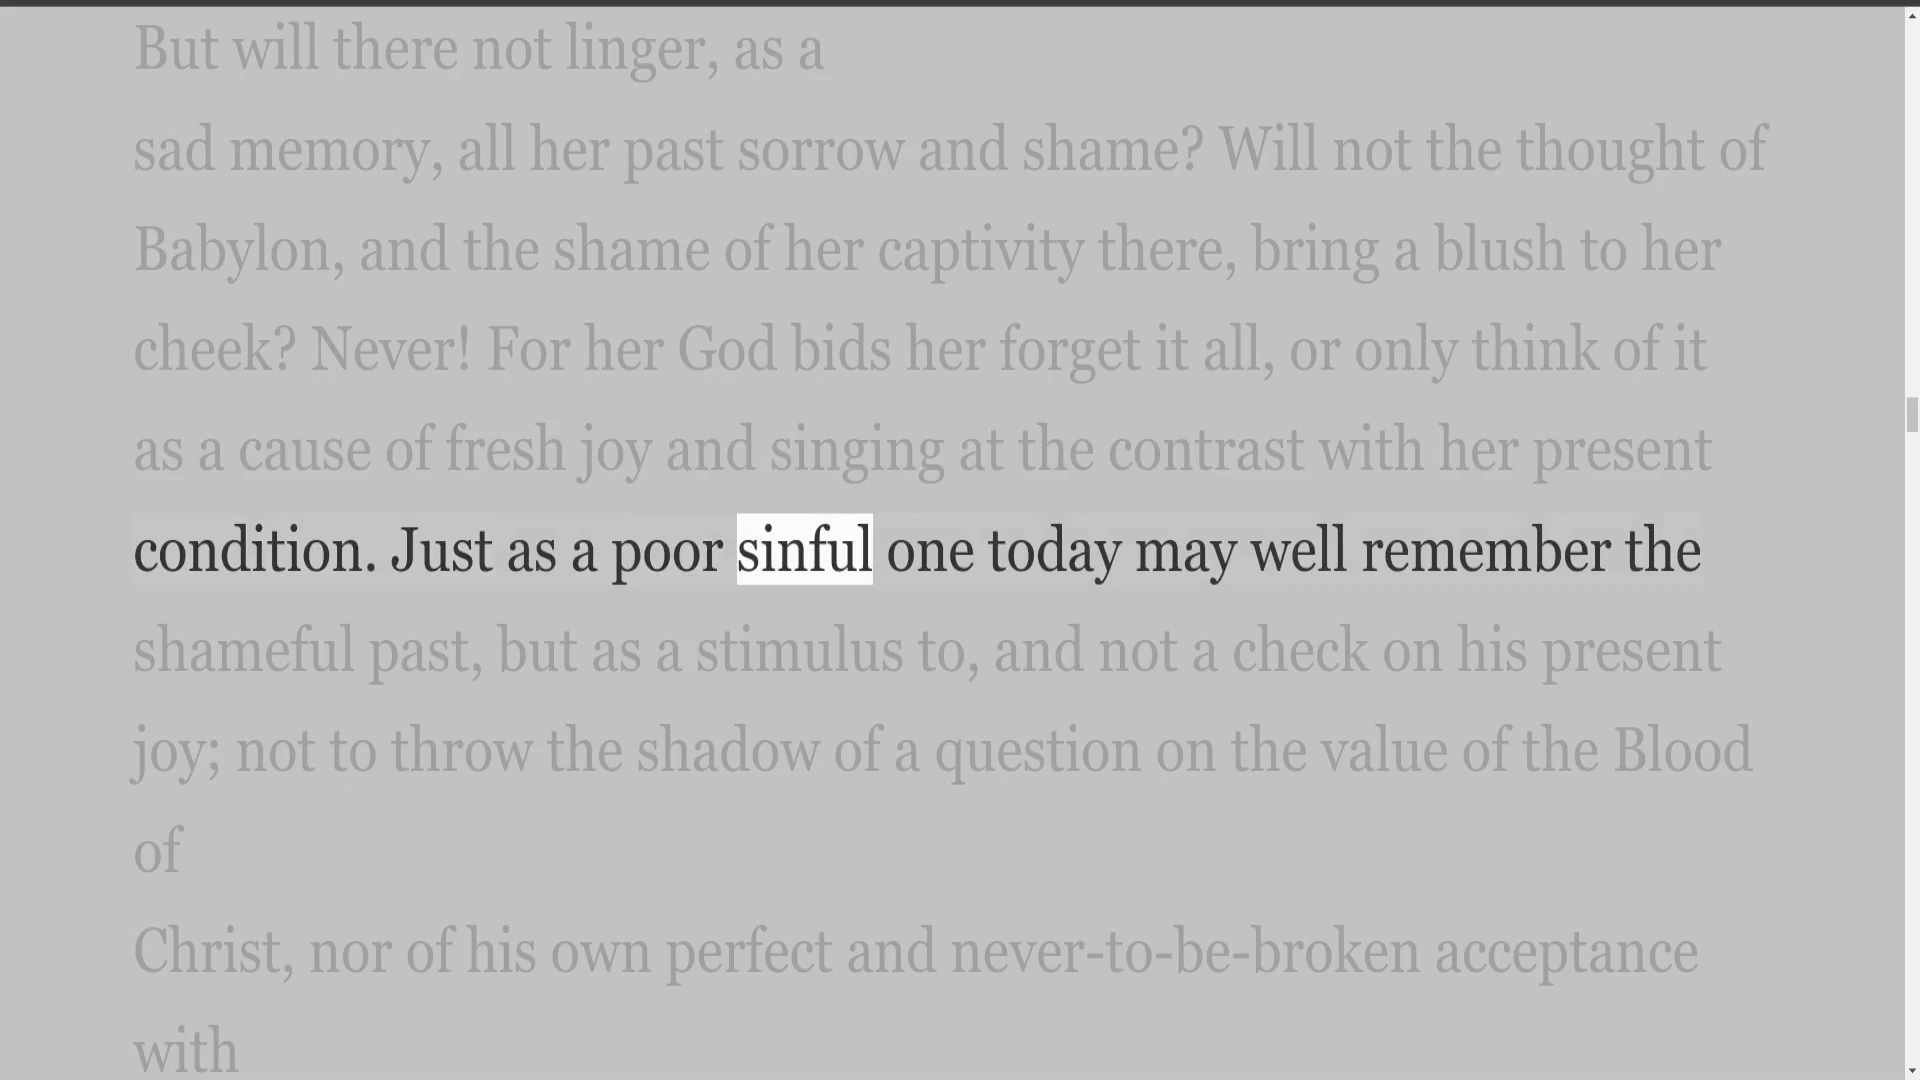 But will there not linger, as a
sad memory, all her past sorrow and shame? Will not the thought of
Babylon, and the shame of her captivity there, bring a blush to her
cheek? Never! For her God bids her forget it all, or only think of it
as a cause of fresh joy and singing at the contrast with her present
condition. Just as a poor sinful one today may well remember the
shameful past, but as a stimulus to, and not a check on his present
joy; not to throw the shadow of a question on the value of the Blood
of
Christ, nor of his own perfect and never-to-be-broken acceptance
with